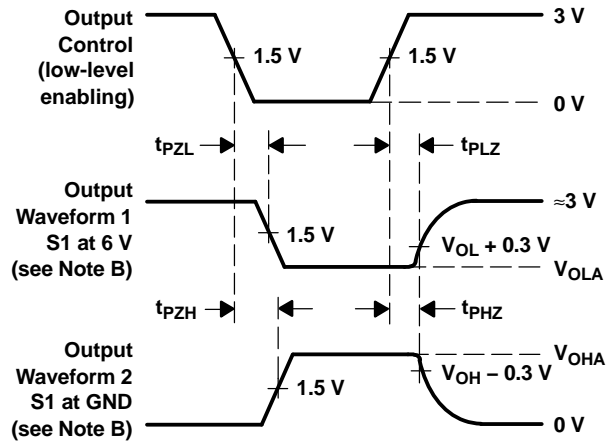 Output
Control
(low-level
enabling)
1.5 V
1.5 V
3 V
0 V
tPZL
tPLZ
Output
Waveform 1
S1 at 6 V
(see Note B)
1.5 V
≈3 V
VOL + 0.3 V
VOLA
tPZH
tPHZ
Output
Waveform 2
S1 at GND
(see Note B)
1.5 V
VOHA
VOH − 0.3 V
0 V